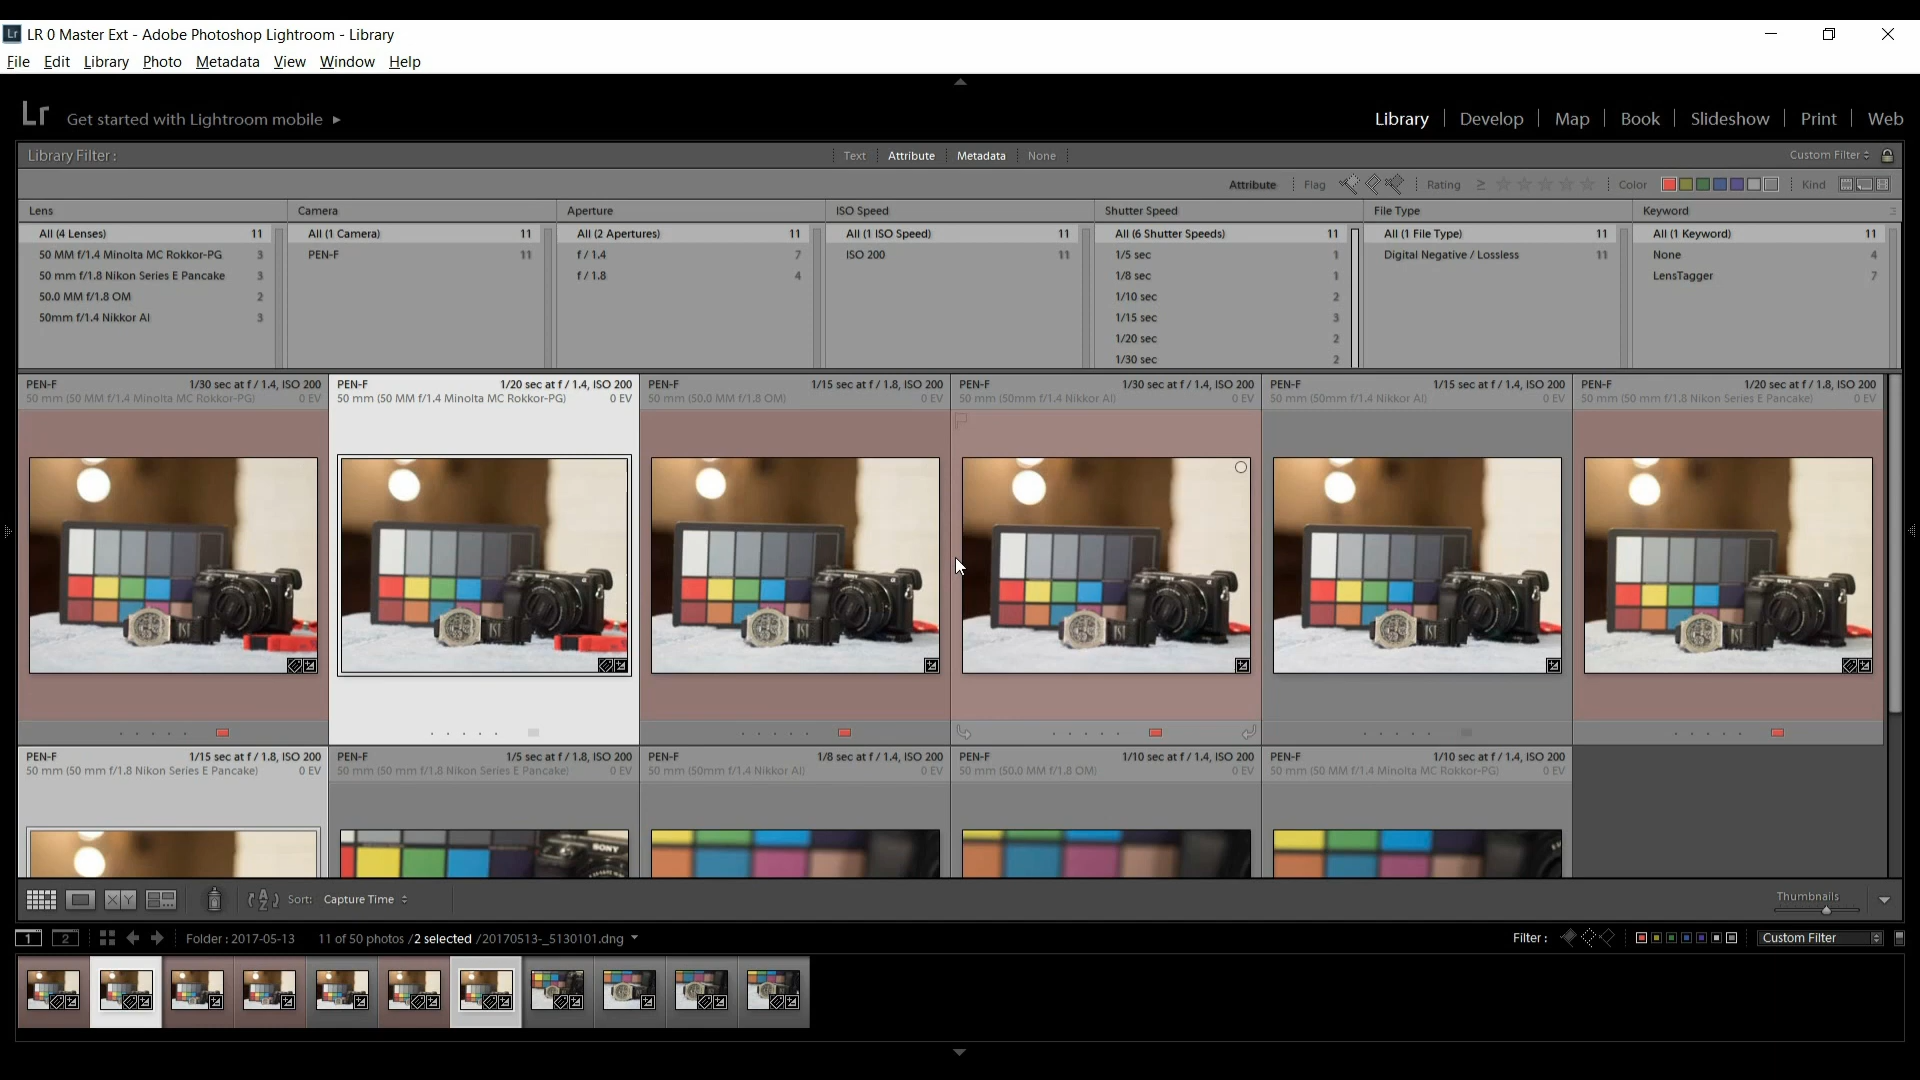 LR 0 Master Ext - Adobe Photoshop Lightroom - Library
File Edit Library Photo Metadata View Window Help
Lr Get started with Lightroom mobile
Library Develop Map Book Slideshow Print Web
Library Filter : Text Attribute Metadata None Custom Filter
Attribute Flag Rating ≥ Color Kind
Lens Camera Aperture ISO Speed Shutter Speed File Type Keyword
All (4 Lenses) 11 All (1 Camera) 11 All (2 Apertures) 11 All (1 ISO Speed) 11 All (6 Shutter Speeds) 11 All (1 File Type) 11 All (1 Keyword) 11
50 MM f/1.4 Minolta MC Rokkor-PG 3 PEN-F 11 f / 1.4 7 ISO 200 11 1/5 sec 1 Digital Negative / Lossless 11 None 4
50 mm f/1.8 Nikon Series E Pancake 3 f / 1.8 4 1/8 sec 1 LensTagger 7
50.0 MM f/1.8 OM 2 1/10 sec 2
50mm f/1.4 Nikkor AI 3 1/15 sec 3
1/20 sec 2
1/30 sec 2
PEN-F 1/30 sec at f / 1.4, ISO 200 PEN-F 1/20 sec at f / 1.4, ISO 200 PEN-F 1/15 sec at f / 1.8, ISO 200 PEN-F 1/30 sec at f / 1.4, ISO 200 PEN-F 1/15 sec at f / 1.4, ISO 200 PEN-F 1/20 sec at f / 1.8, ISO 200
50 mm (50 MM f/1.4 Minolta MC Rokkor-PG) 0 EV 50 mm (50 MM f/1.4 Minolta MC Rokkor-PG) 0 EV 50 mm (50.0 MM f/1.8 OM) 0 EV 50 mm (50mm f/1.4 Nikkor AI) 0 EV 50 mm (50mm f/1.4 Nikkor AI) 0 EV 50 mm (50 mm f/1.8 Nikon Series E Pancake) 0 EV
PEN-F 1/15 sec at f / 1.8, ISO 200 PEN-F 1/5 sec at f / 1.8, ISO 200 PEN-F 1/8 sec at f / 1.4, ISO 200 PEN-F 1/10 sec at f / 1.4, ISO 200 PEN-F 1/10 sec at f / 1.4, ISO 200
50 mm (50 mm f/1.8 Nikon Series E Pancake) 0 EV 50 mm (50 mm f/1.8 Nikon Series E Pancake) 0 EV 50 mm (50mm f/1.4 Nikkor AI) 0 EV 50 mm (50.0 MM f/1.8 OM) 0 EV 50 mm (50 MM f/1.4 Minolta MC Rokkor-PG) 0 EV
SONY
XY AZ Sort: Capture Time Thumbnails
1 2 Folder : 2017-05-13 11 of 50 photos / 2 selected / 20170513-_5130101.dng Filter : Custom Filter